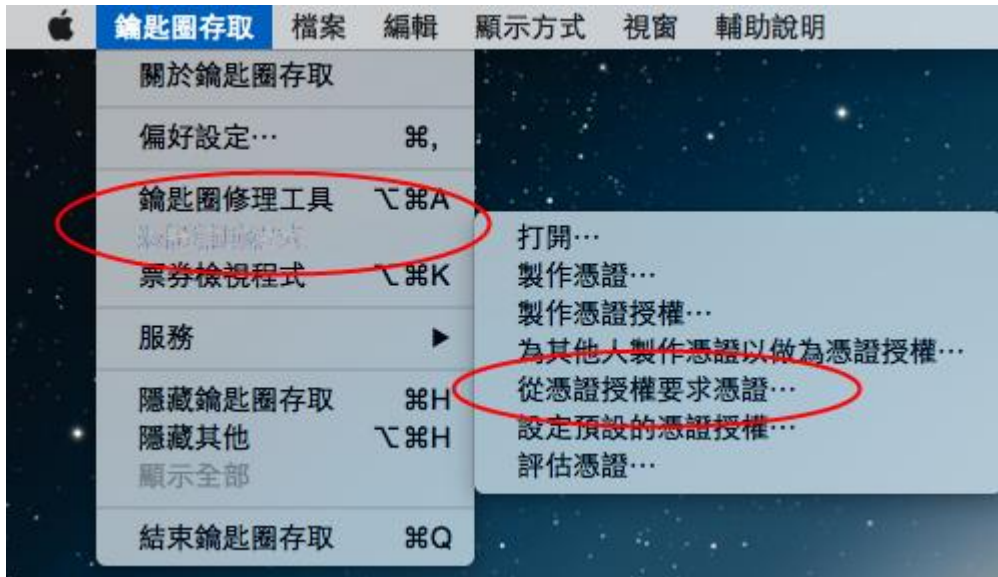 鑰匙圈存取 檔案 編輯 顯示方式 視窗 輔助說明
關於鑰匙圈存取
偏好設定⋯ ⌘,
鑰匙圈修理工具 ⌥⌘A
票券檢視程式 ⌥⌘K
服務 ▶
隱藏鑰匙圈存取 ⌘H
隱藏其他 ⌥⌘H
顯示全部
結束鑰匙圈存取 ⌘Q
打開⋯
製作憑證⋯
製作憑證授權⋯
為其他人製作憑證以做為憑證授權⋯
從憑證授權要求憑證⋯
設定預設的憑證授權⋯
評估憑證⋯